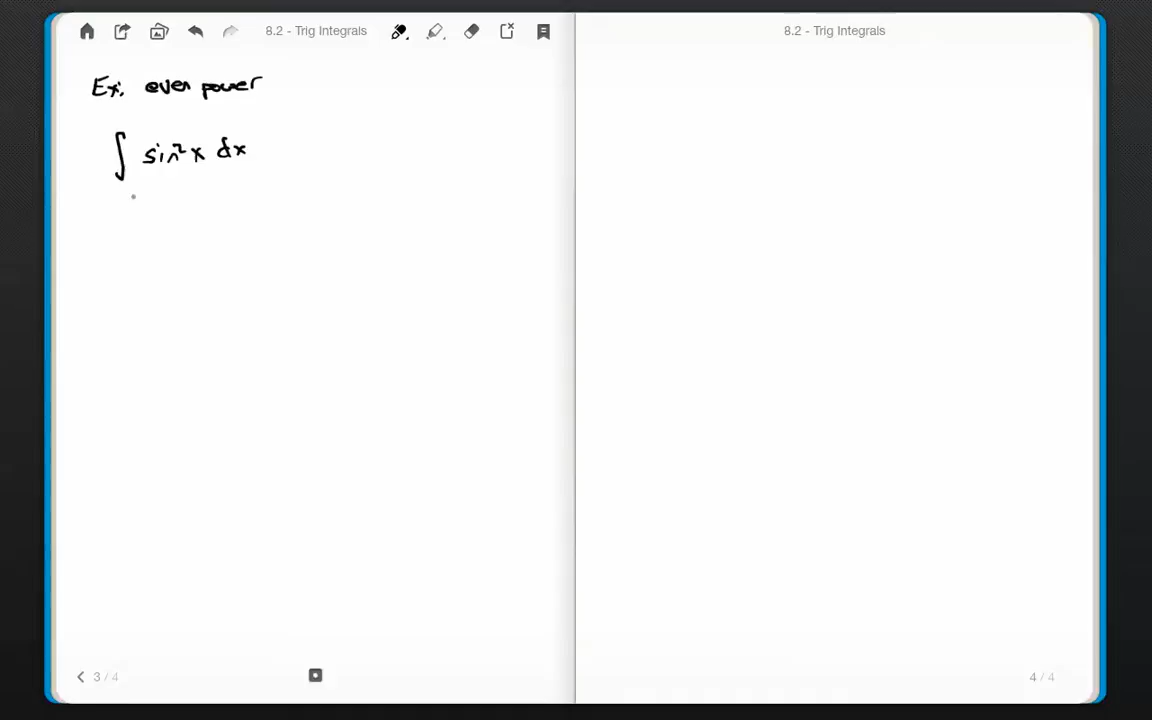 8.2 - Trig Integrals
8.2 - Trig Integrals
Ex: even power
∫ sin²x dx
3 / 4
4 / 4